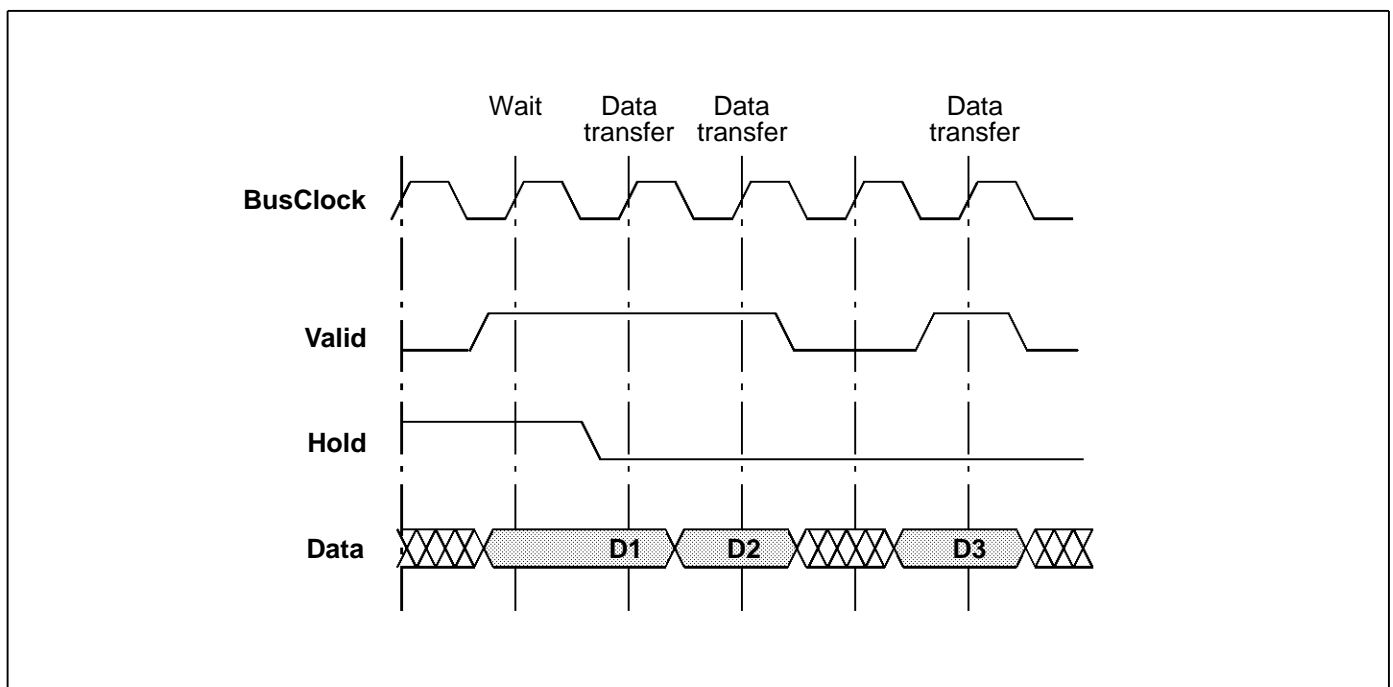 Wait
Data
transfer
Data
transfer
Data
transfer
BusClock
Valid
Hold
Data
D1
D2
D3